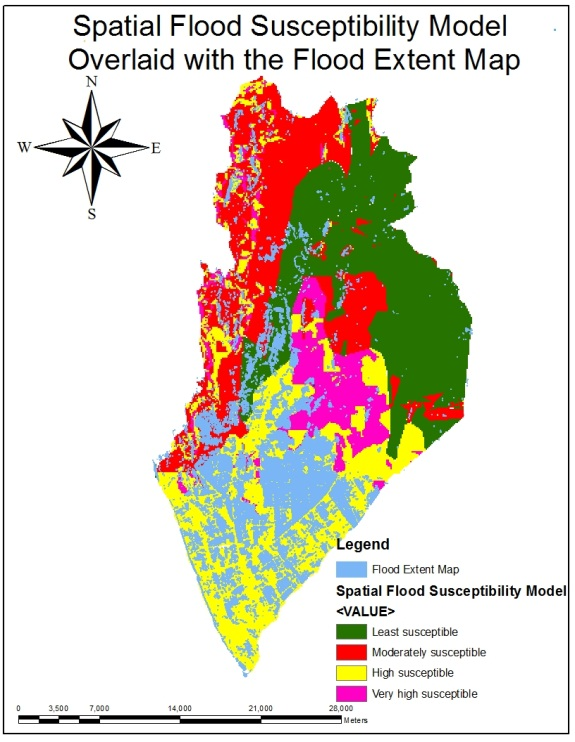 Spatial Flood Susceptibility Model
Overlaid with the Flood Extent Map
N
W E
S
Legend
Flood Extent Map
Spatial Flood Susceptibility Model
<VALUE>
Least susceptible
Moderately susceptible
High susceptible
Very high susceptible
0 3,500 7,000 14,000 21,000 28,000
Meters